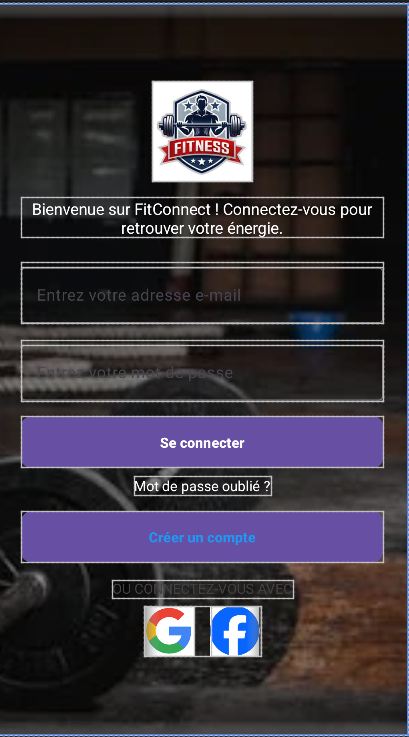 FITNESS
Bienvenue sur FitConnect ! Connectez-vous pour
retrouver votre énergie.
Entrez votre adresse e-mail
Entrez votre mot de passe
Se connecter
Mot de passe oublié ?
Créer un compte
OU CONNECTEZ-VOUS AVEC